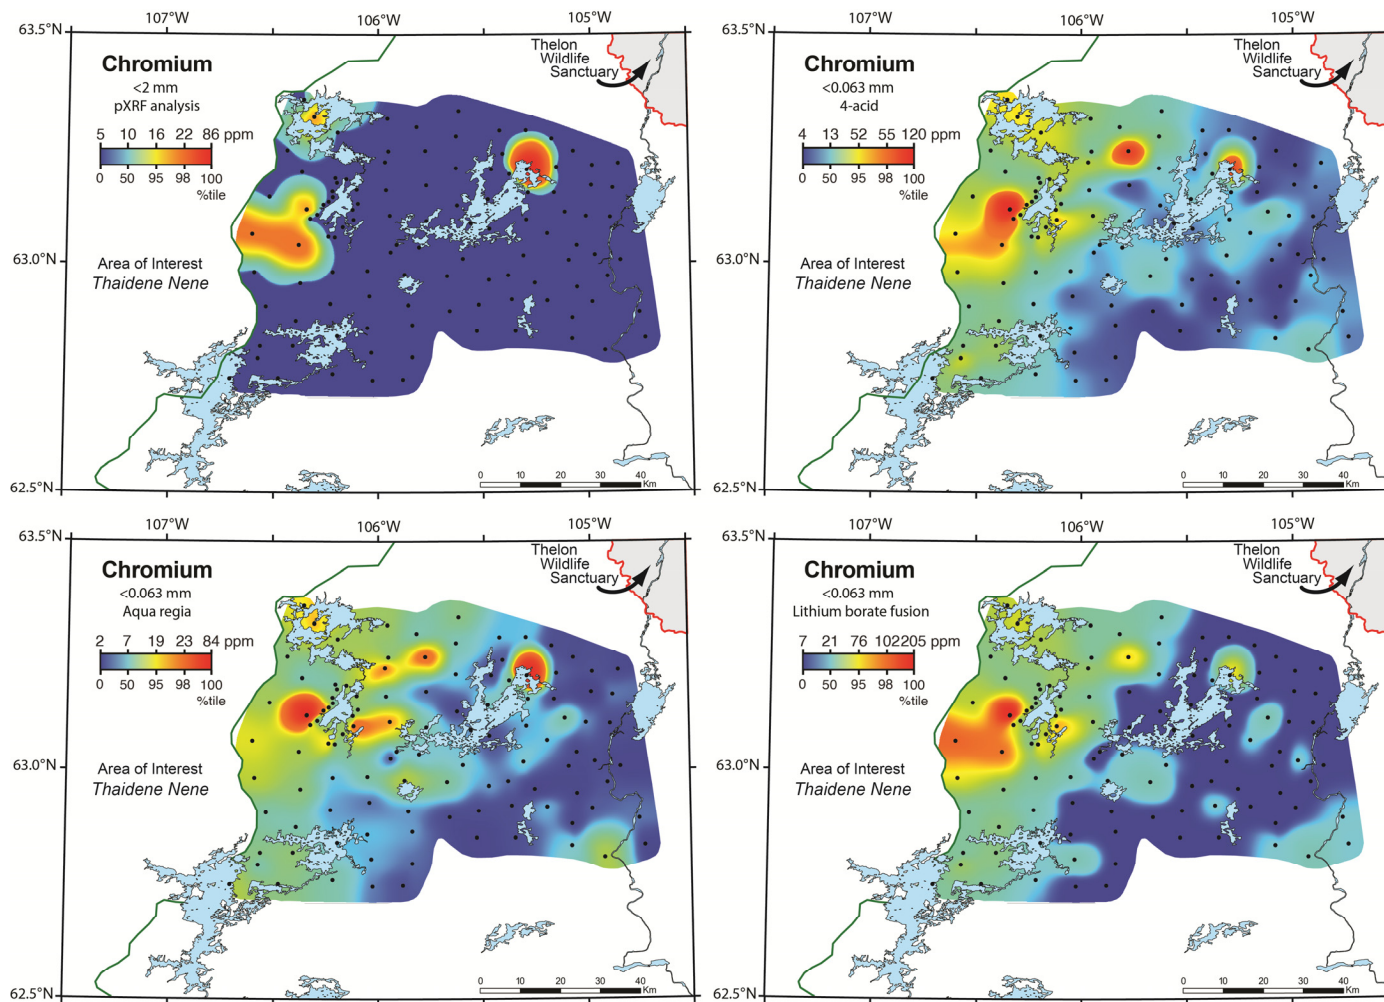 107°W 106°W 105°W
63.5°N
Chromium
<2 mm
pXRF analysis
5 10 16 22 86 ppm
0 50 95 98 100
%tile
Thelon
Wildlife
Sanctuary
63.0°N
Area of Interest
Thaidene Nene
62.5°N
0 10 20 30 40
Km
107°W 106°W 105°W
63.5°N
Chromium
<0.063 mm
4-acid
4 13 52 55 120 ppm
0 50 95 98 100
%tile
Thelon
Wildlife
Sanctuary
63.0°N
Area of Interest
Thaidene Nene
62.5°N
0 10 20 30 40
Km
107°W 106°W 105°W
63.5°N
Chromium
<0.063 mm
Aqua regia
2 7 19 23 84 ppm
0 50 95 98 100
%tile
Thelon
Wildlife
Sanctuary
63.0°N
Area of Interest
Thaidene Nene
62.5°N
0 10 20 30 40
Km
107°W 106°W 105°W
63.5°N
Chromium
<0.063 mm
Lithium borate fusion
7 21 76 102205 ppm
0 50 95 98 100
%tile
Thelon
Wildlife
Sanctuary
63.0°N
Area of Interest
Thaidene Nene
62.5°N
0 10 20 30 40
Km